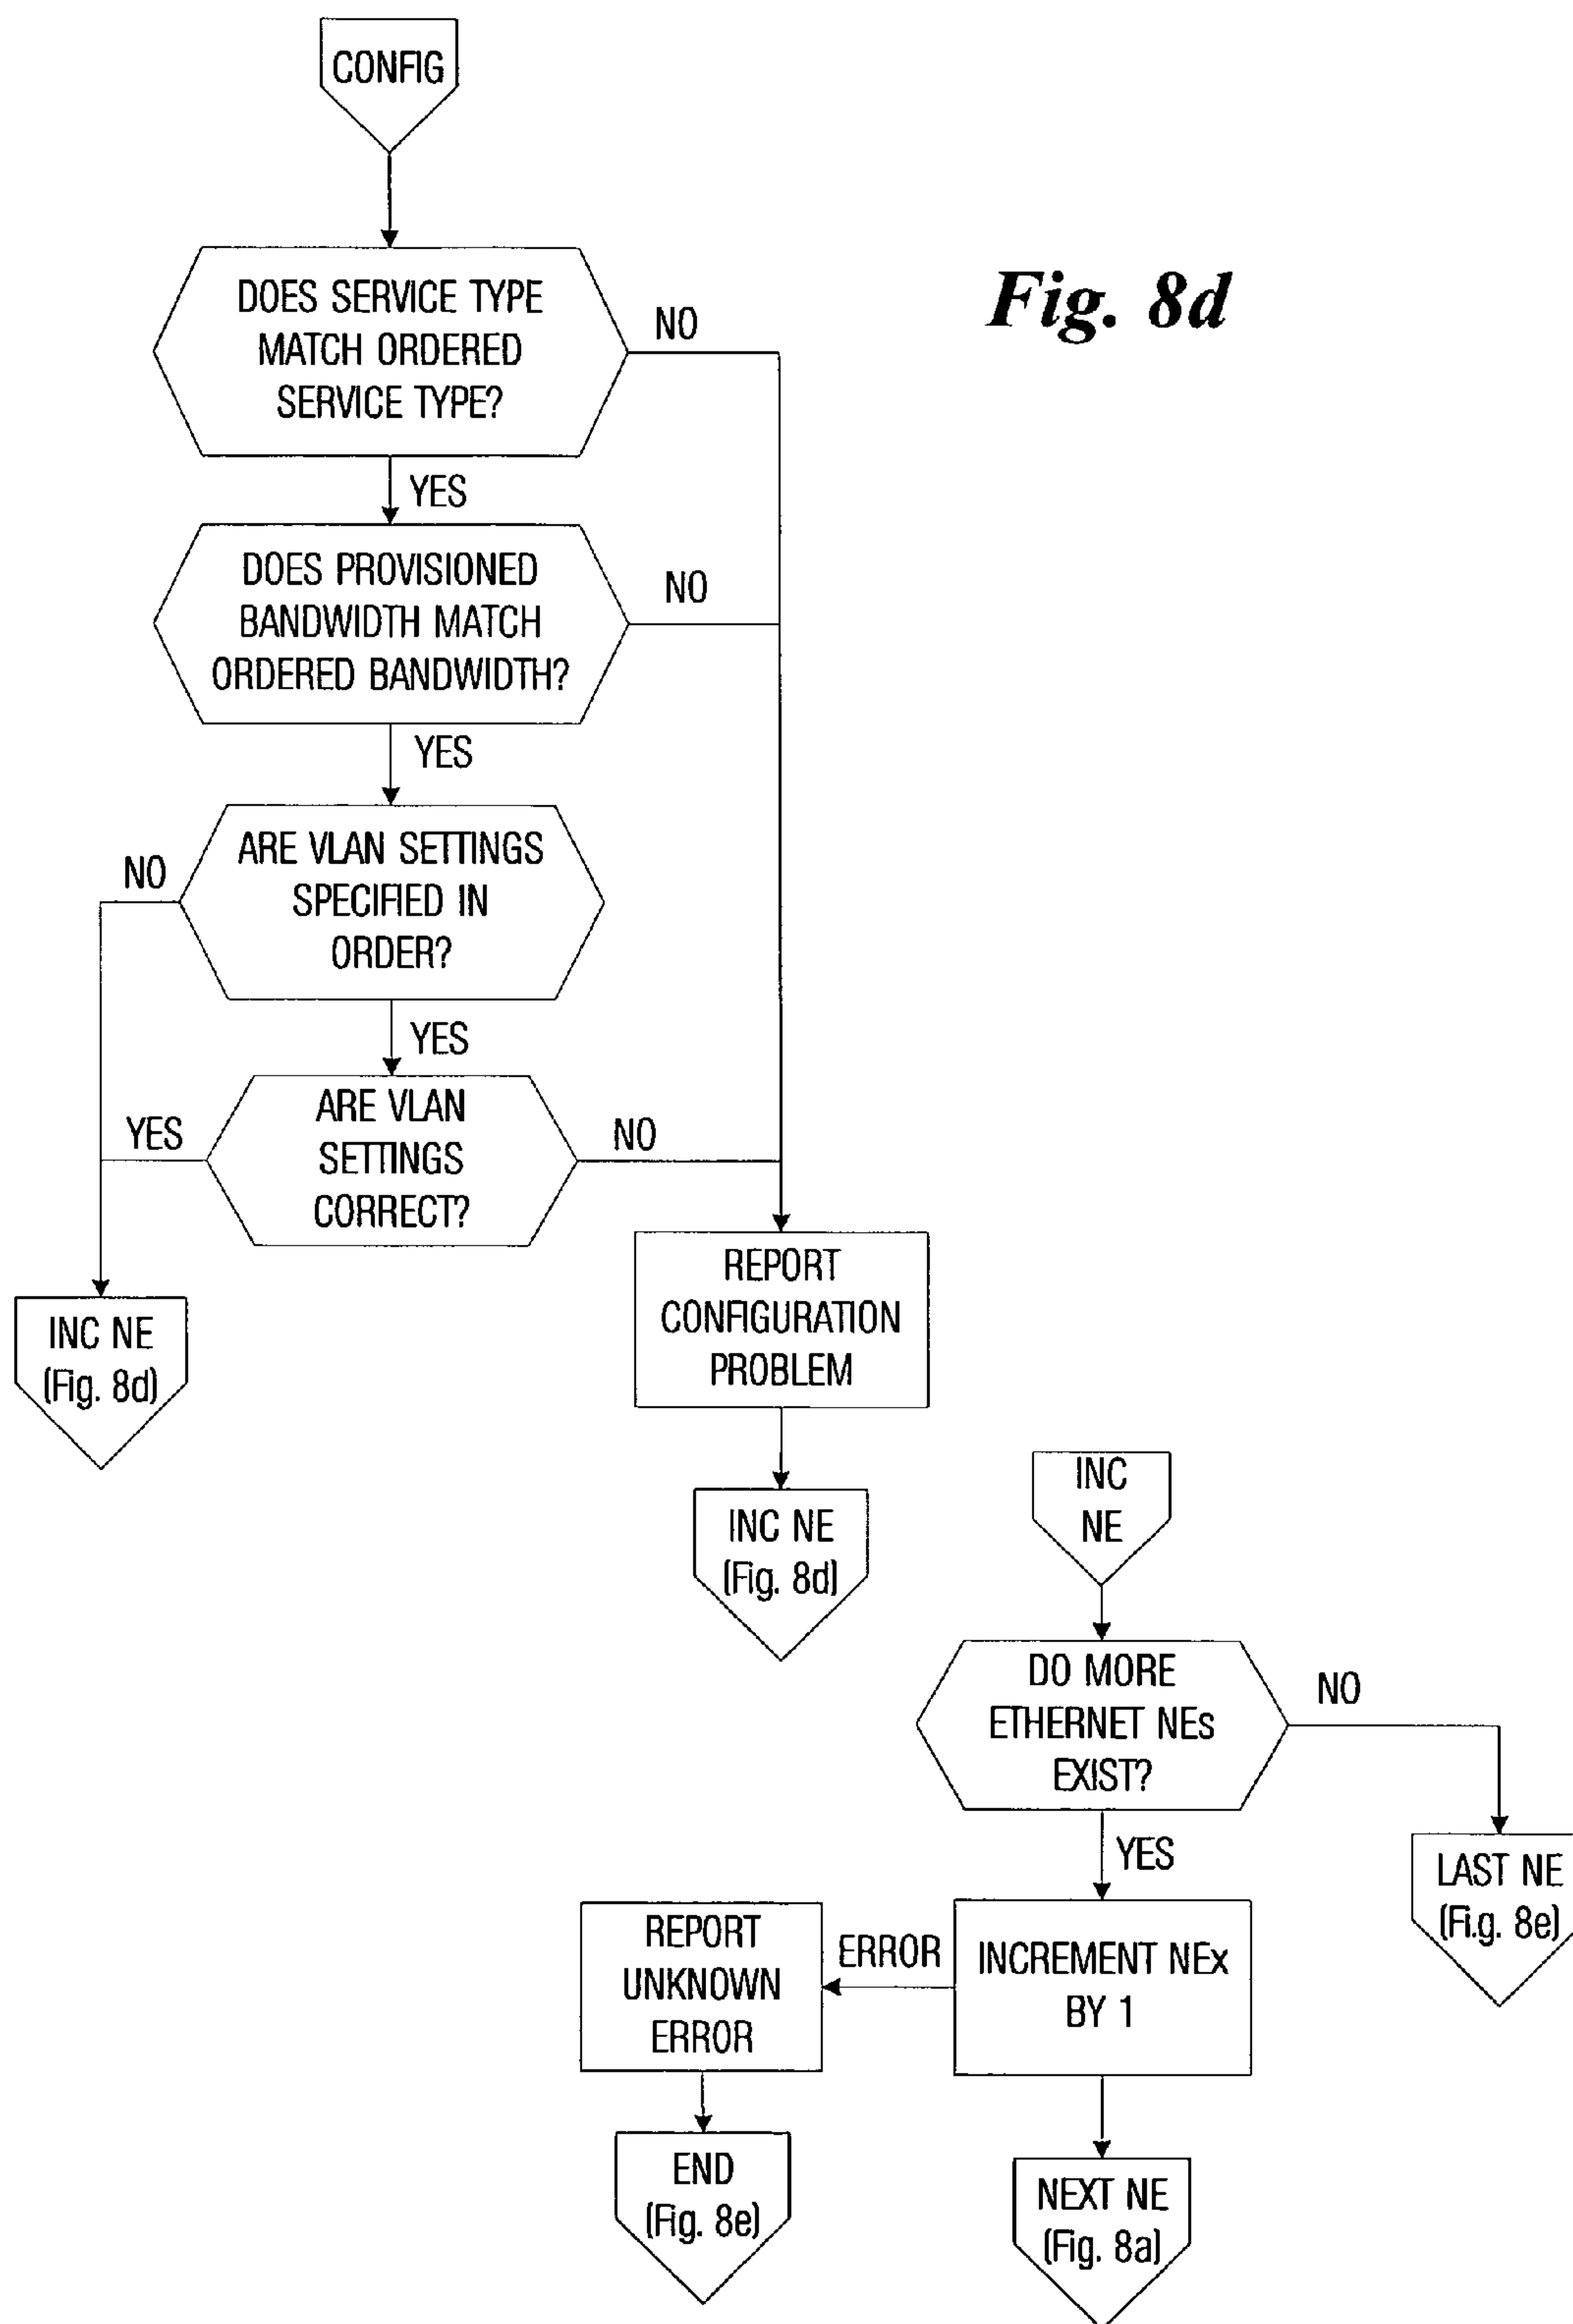 CONFIG
Fig. 8d
DOES SERVICE TYPE
MATCH ORDERED
SERVICE TYPE?
NO
YES
DOES PROVISIONED
BANDWIDTH MATCH
ORDERED BANDWIDTH?
NO
YES
ARE VLAN SETTINGS
SPECIFIED IN
ORDER?
NO
YES
ARE VLAN
SETTINGS
CORRECT?
YES
NO
INC NE
(Fig. 8d)
REPORT
CONFIGURATION
PROBLEM
INC NE
(Fig. 8d)
INC
NE
DO MORE
ETHERNET NEs
EXIST?
NO
YES
LAST NE
(Fi.g. 8e)
INCREMENT NEx
BY 1
ERROR
REPORT
UNKNOWN
ERROR
END
(Fig. 8e)
NEXT NE
(Fig. 8a)